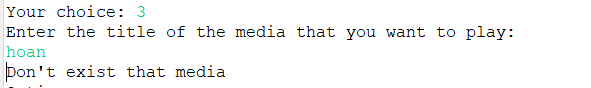 Your choice: 3
Enter the title of the media that you want to play:
hoan
Don't exist that media